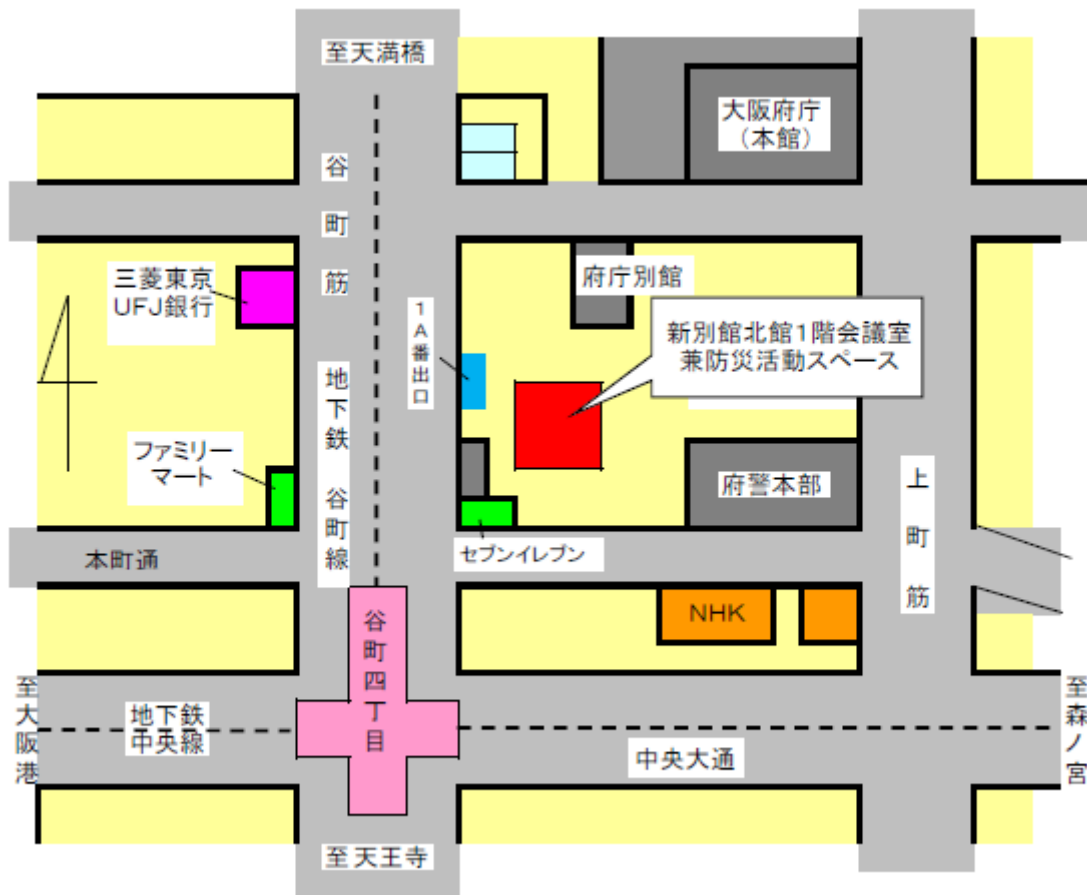 至天満橋
大阪府庁
（本館）
谷町筋
三菱東京
ＵＦＪ銀行
府庁別館
１Ａ番出口
新別館北館１階会議室
兼防災活動スペース
地下鉄 谷町線
ファミリー
マート
府警本部
上町筋
本町通
セブンイレブン
NHK
谷町四丁目
至大阪港
地下鉄
中央線
中央大通
至森ノ宮
至天王寺